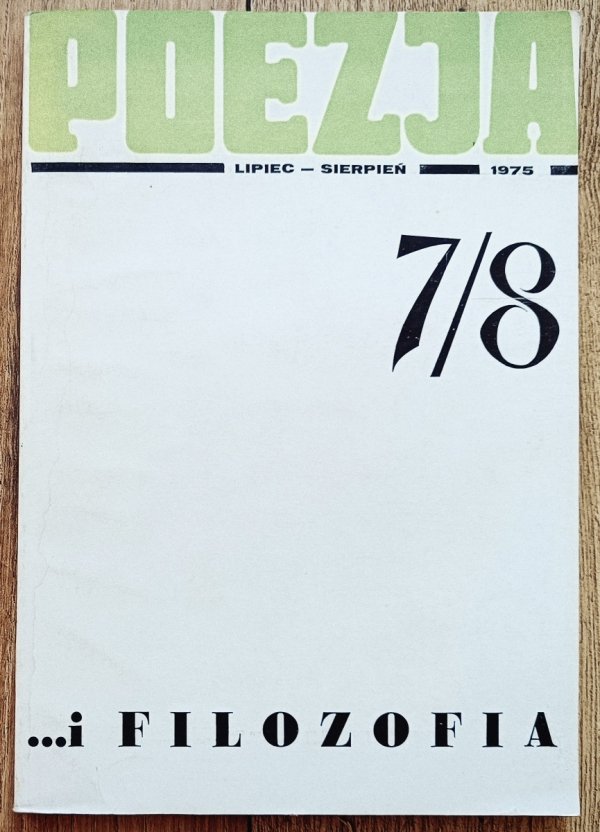 POEZJA
LIPIEC — SIERPIEŃ 1975
7/8
...i FILOZOFIA